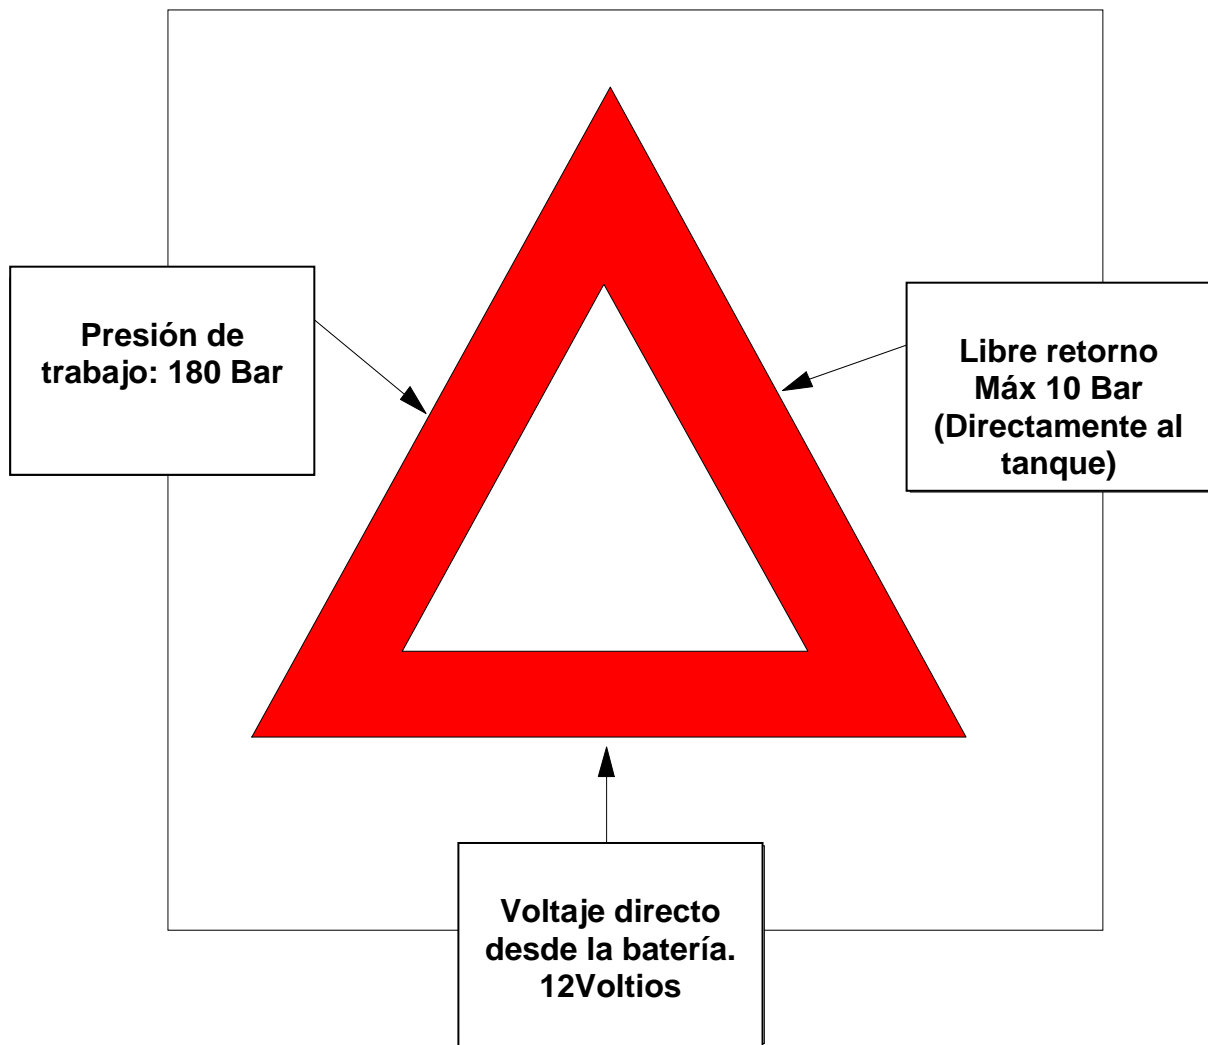 Presión de
trabajo: 180 Bar
Libre retorno
Máx 10 Bar
(Directamente al
tanque)
Voltaje directo
desde la batería.
12Voltios